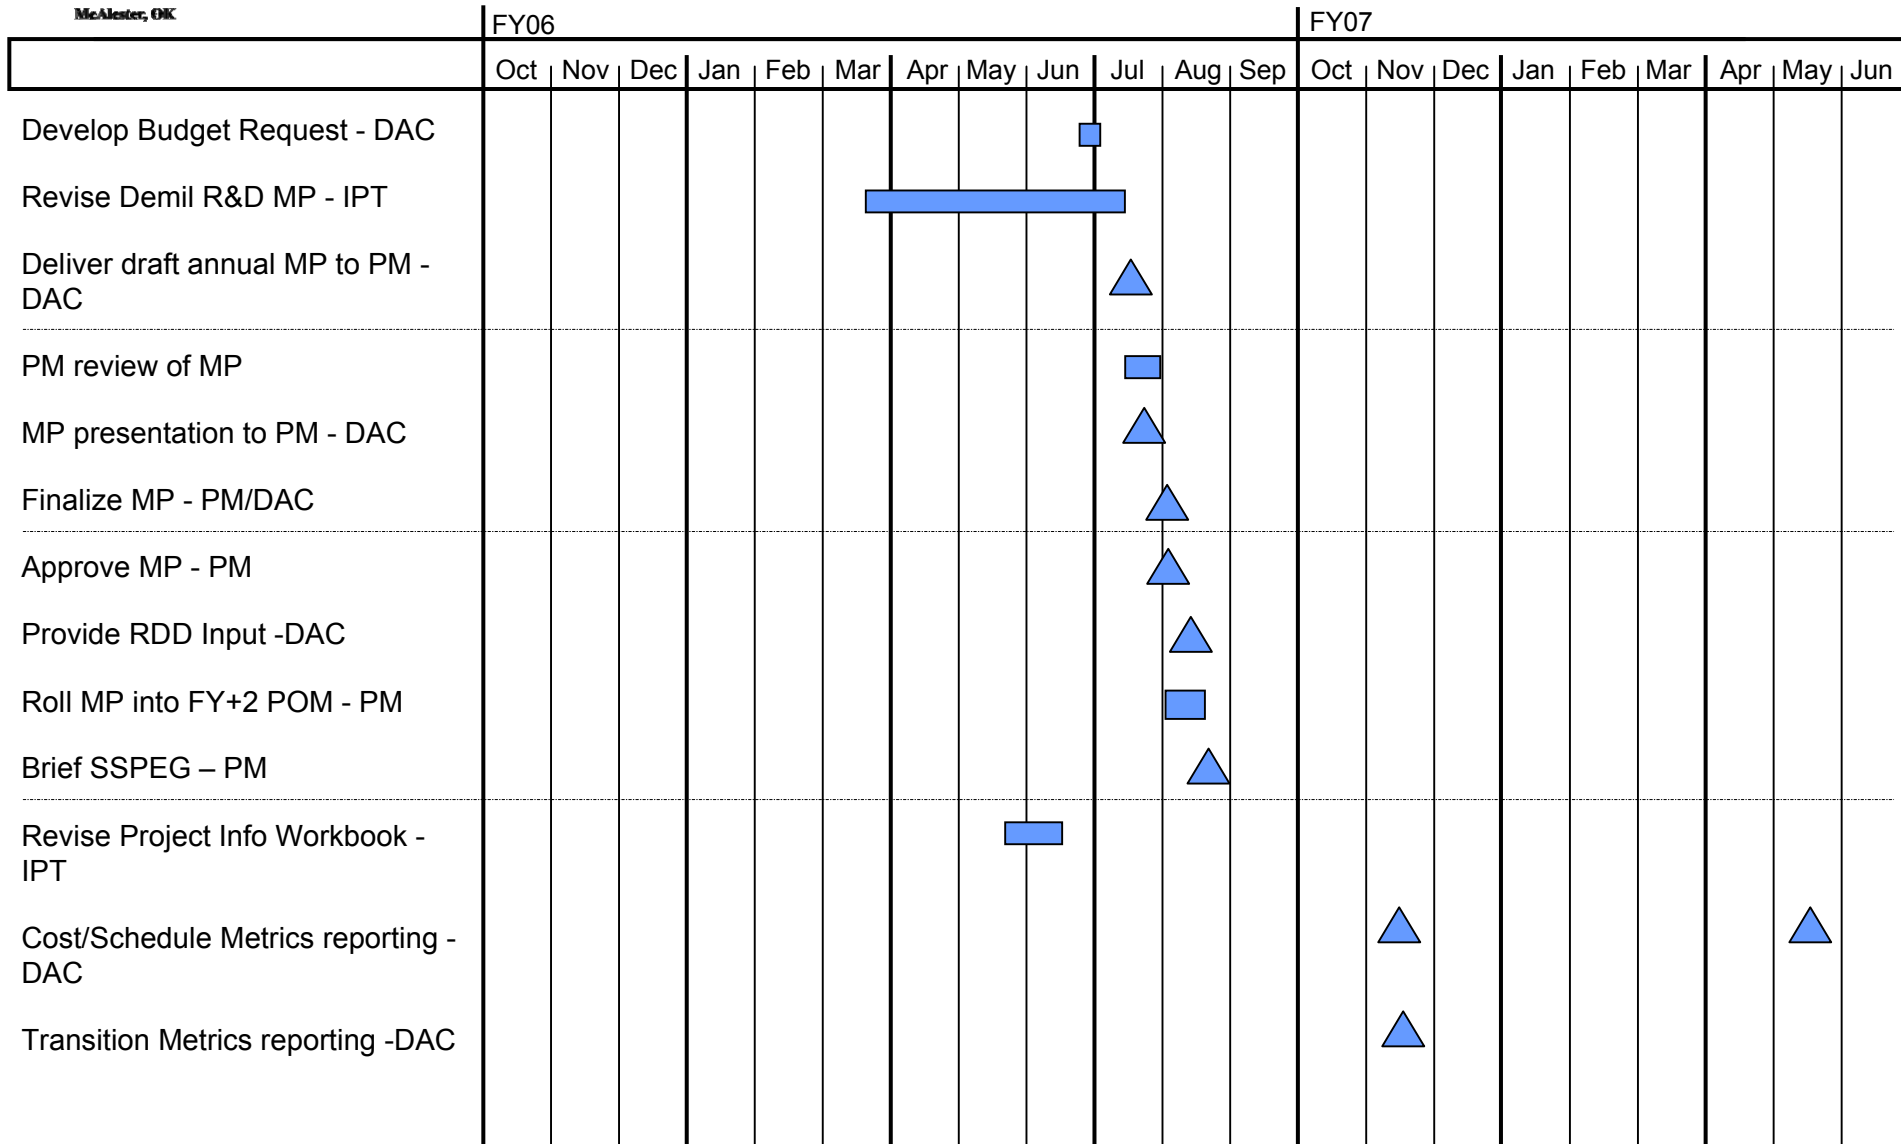 McAlester, OK
FY06 FY07
Oct Nov Dec Jan Feb Mar Apr May Jun Jul Aug Sep Oct Nov Dec Jan Feb Mar Apr May Jun
Develop Budget Request - DAC
Revise Demil R&D MP - IPT
Deliver draft annual MP to PM -
DAC
PM review of MP
MP presentation to PM - DAC
Finalize MP - PM/DAC
Approve MP - PM
Provide RDD Input -DAC
Roll MP into FY+2 POM - PM
Brief SSPEG – PM
Revise Project Info Workbook -
IPT
Cost/Schedule Metrics reporting -
DAC
Transition Metrics reporting -DAC